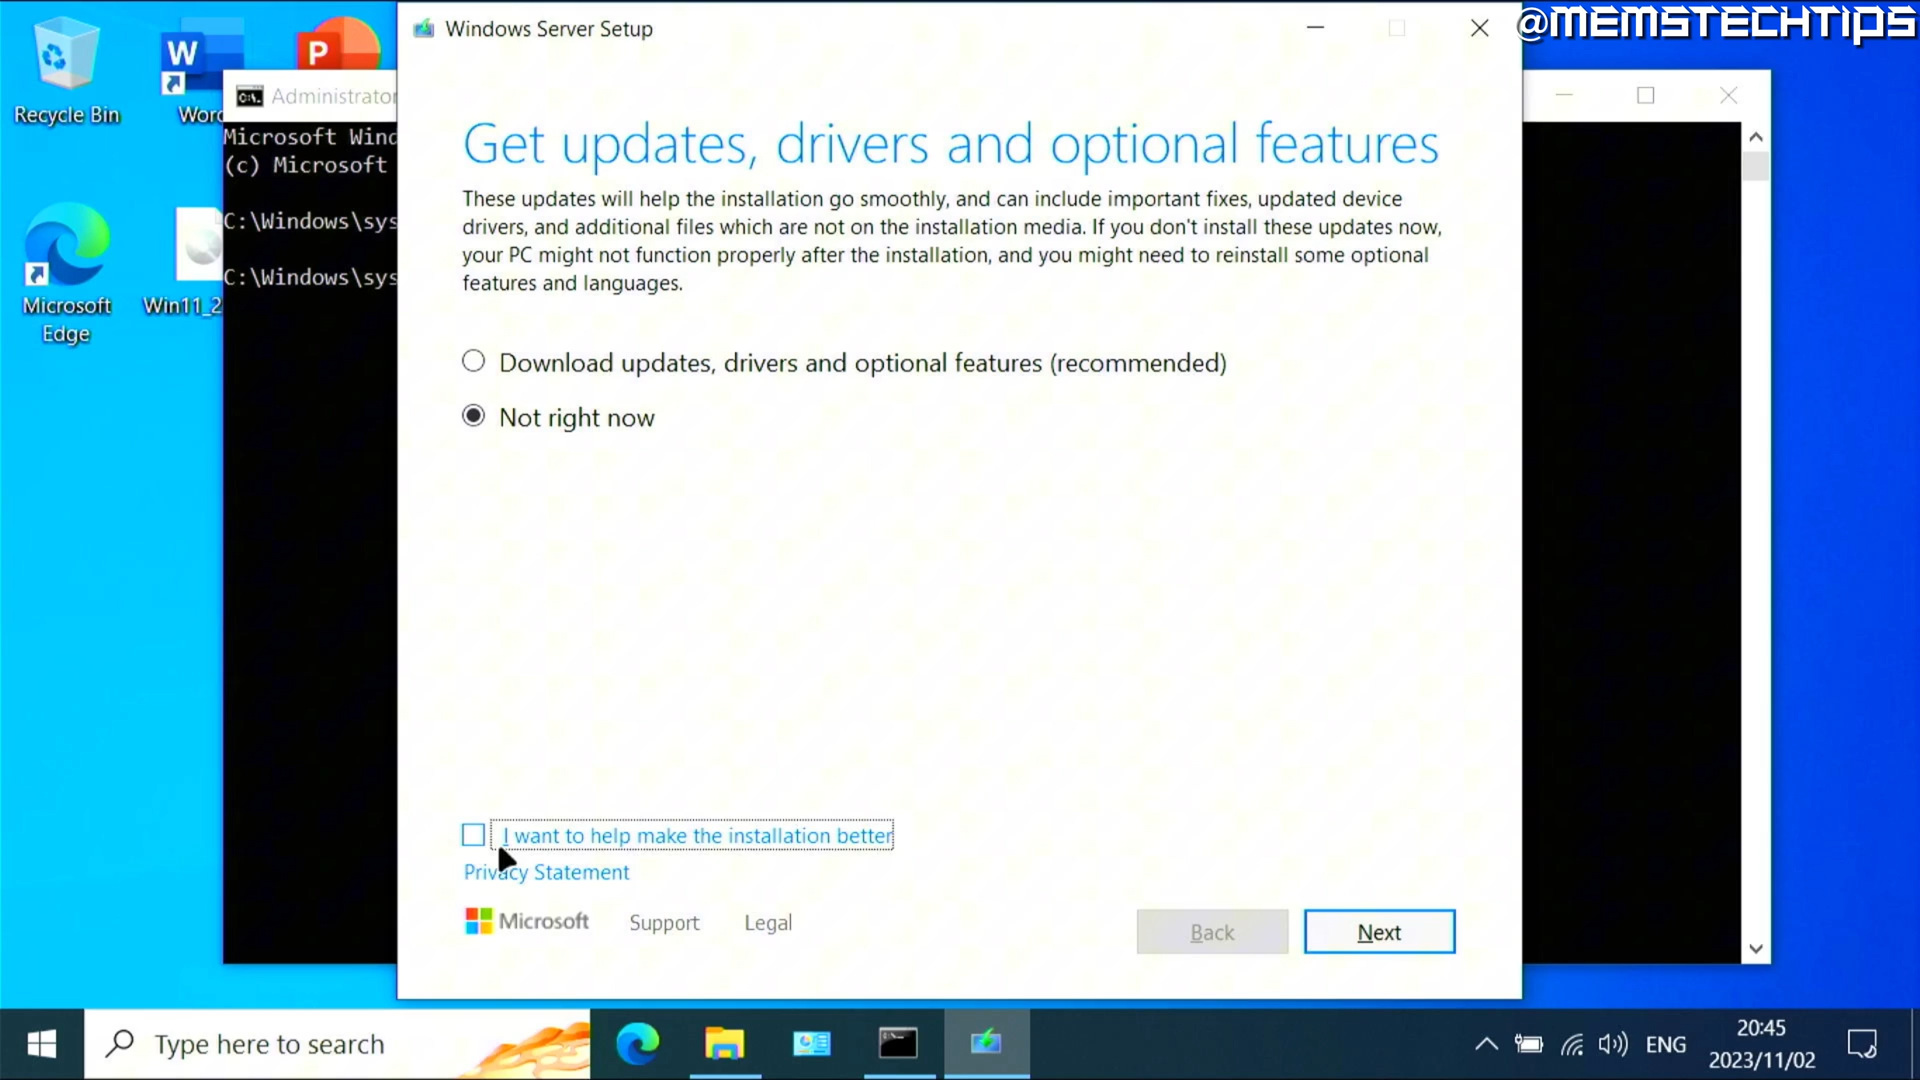 @MEMSTECHTIPS
Recycle Bin
W
Word
P
Microsoft Edge
Win11_2
Administrator
Microsoft Wind
(c) Microsoft
C:\Windows\sys
C:\Windows\sys
Windows Server Setup
Get updates, drivers and optional features
These updates will help the installation go smoothly, and can include important fixes, updated device
drivers, and additional files which are not on the installation media. If you don't install these updates now,
your PC might not function properly after the installation, and you might need to reinstall some optional
features and languages.
Download updates, drivers and optional features (recommended)
Not right now
I want to help make the installation better
Privacy Statement
Microsoft
Support
Legal
Back
Next
Type here to search
ENG
20:45
2023/11/02